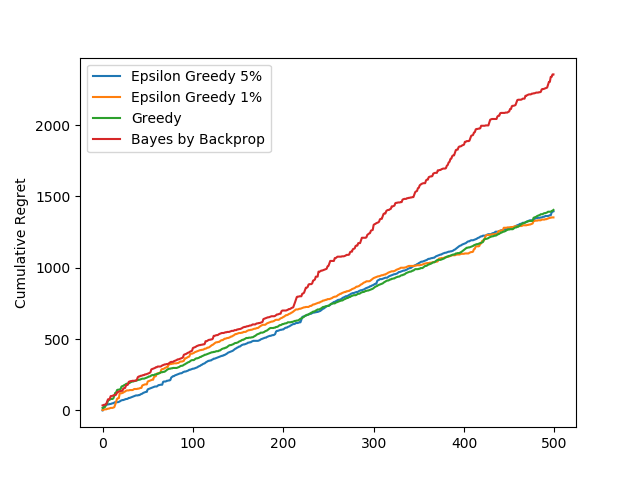 Epsilon Greedy 5%
Epsilon Greedy 1%
Greedy
Bayes by Backprop
Cumulative Regret
2000
1500
1000
500
0
0 100 200 300 400 500